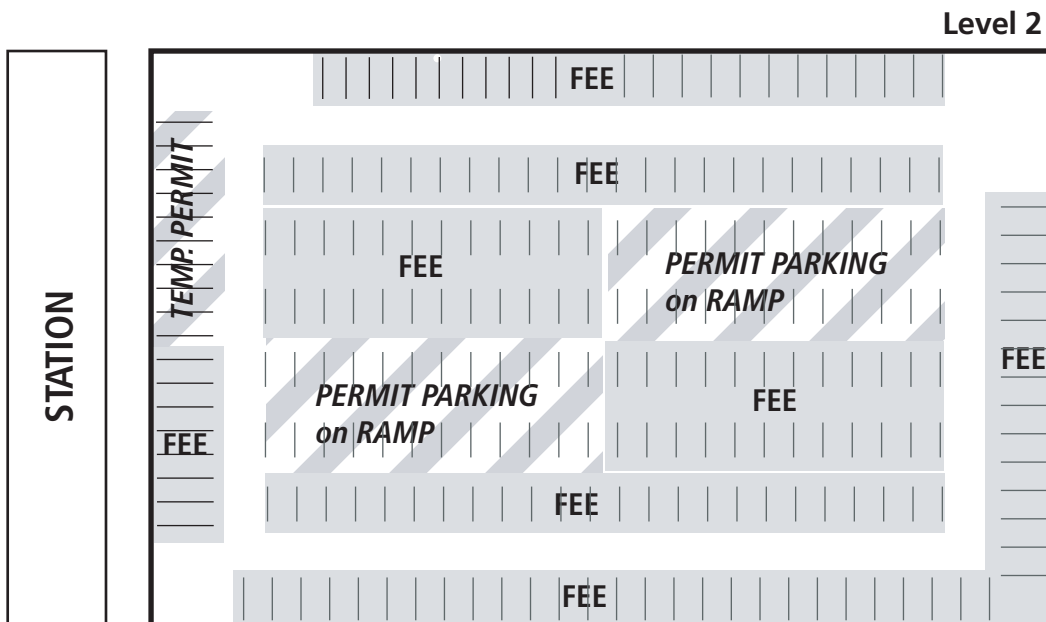 Level 2
FEE
FEE
TEMP. PERMIT
FEE
PERMIT PARKING
on RAMP
STATION
FEE
PERMIT PARKING
on RAMP
FEE
FEE
FEE
FEE